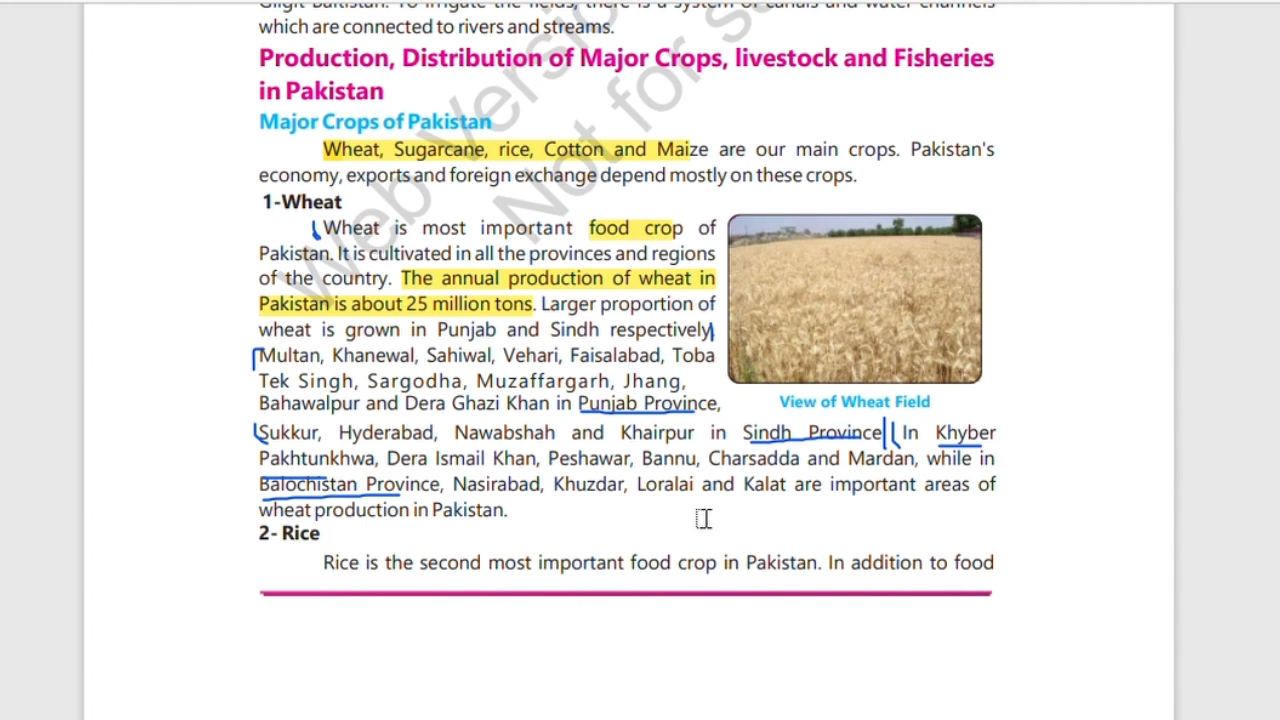 which are connected to rivers and streams.
Production, Distribution of Major Crops, livestock and Fisheries
in Pakistan
Major Crops of Pakistan
Wheat, Sugarcane, rice, Cotton and Maize are our main crops. Pakistan's
economy, exports and foreign exchange depend mostly on these crops.
1-Wheat
Wheat is most important food crop of
Pakistan. It is cultivated in all the provinces and regions
of the country. The annual production of wheat in
Pakistan is about 25 million tons. Larger proportion of
wheat is grown in Punjab and Sindh respectively
Multan, Khanewal, Sahiwal, Vehari, Faisalabad, Toba
Tek Singh, Sargodha, Muzaffargarh, Jhang,
Bahawalpur and Dera Ghazi Khan in Punjab Province,
View of Wheat Field
Sukkur, Hyderabad, Nawabshah and Khairpur in Sindh Province In Khyber
Pakhtunkhwa, Dera Ismail Khan, Peshawar, Bannu, Charsadda and Mardan, while in
Balochistan Province, Nasirabad, Khuzdar, Loralai and Kalat are important areas of
wheat production in Pakistan.
2- Rice
Rice is the second most important food crop in Pakistan. In addition to food
Web Versio
Not for s